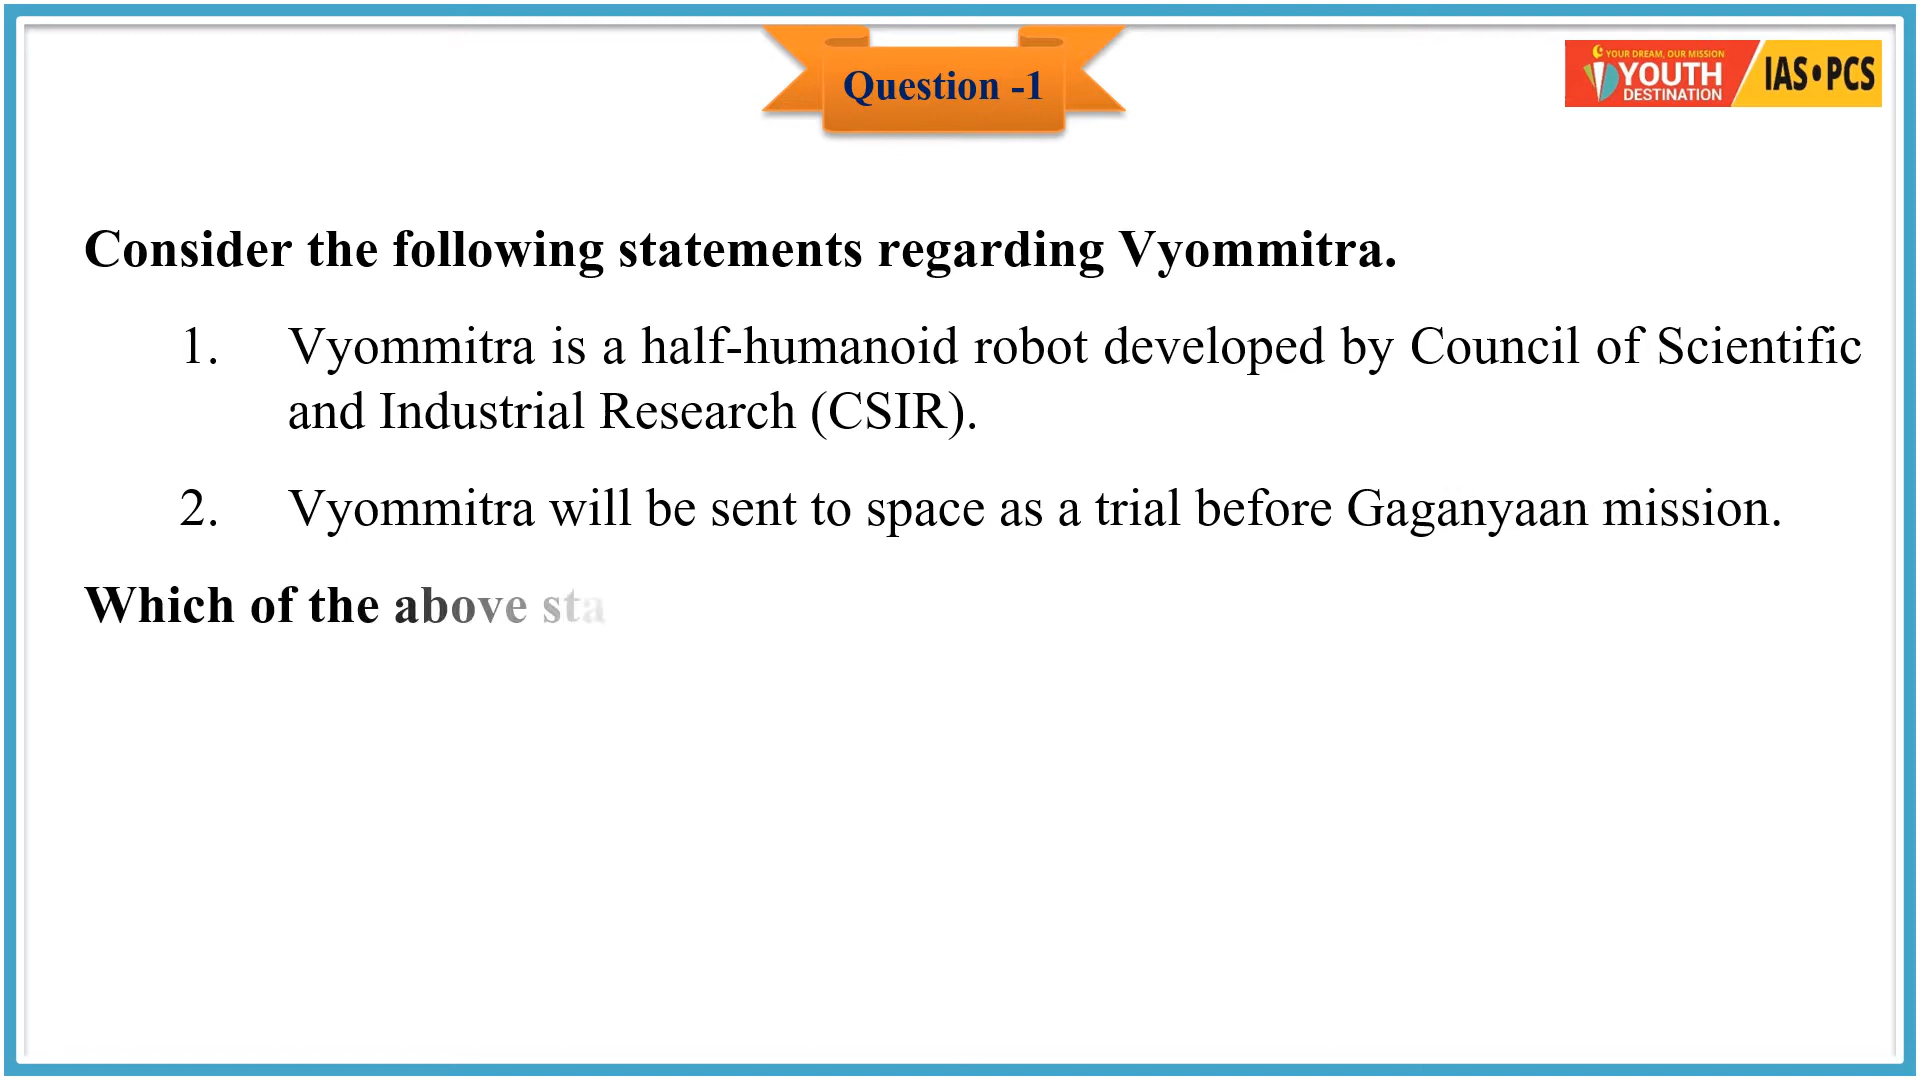 Question -1
YOUR DREAM, OUR MISSION
YOUTH
DESTINATION
IAS•PCS
Consider the following statements regarding Vyommitra.
1. Vyommitra is a half-humanoid robot developed by Council of Scientific
and Industrial Research (CSIR).
2. Vyommitra will be sent to space as a trial before Gaganyaan mission.
Which of the above sta